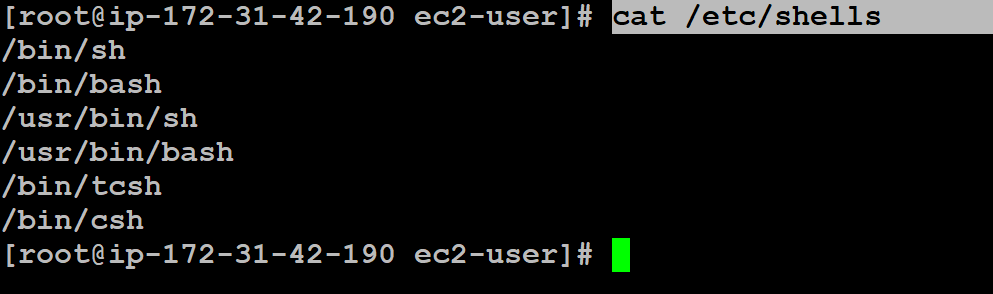 [root@ip-172-31-42-190 ec2-user]# cat /etc/shells
/bin/sh
/bin/bash
/usr/bin/sh
/usr/bin/bash
/bin/tcsh
/bin/csh
[root@ip-172-31-42-190 ec2-user]#